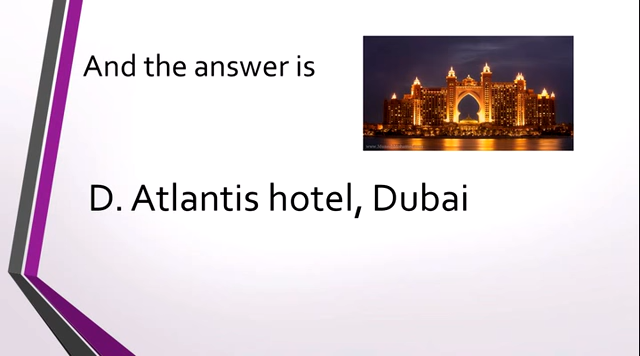 And the answer is
D. Atlantis hotel, Dubai